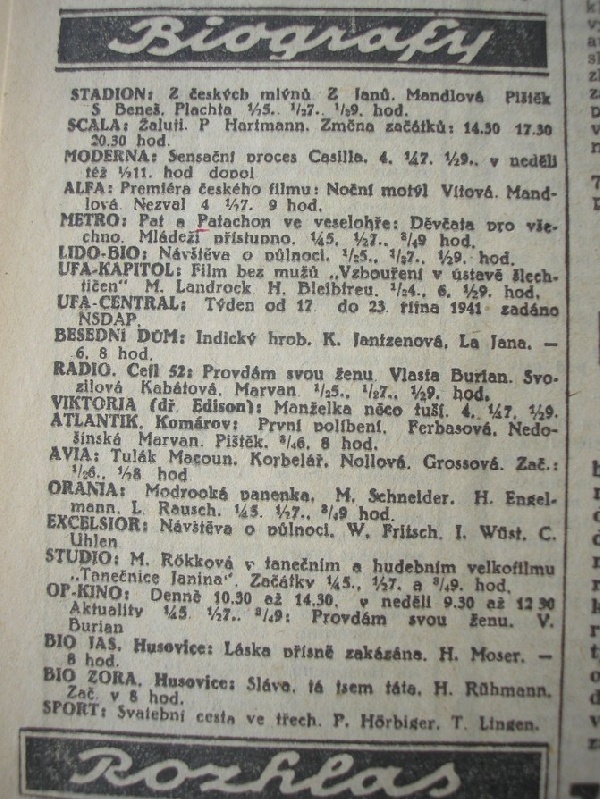 Biografy
STADION: Z českých mlýnů. Z Janů. Mandlová Pištěk
S Beneš. Plachta ½5.. ½7.. ½9. hod.
SCALA: Žaluji. P Hartmann. Změna začátků: 14.30 17.30
20.30 hod.
MODERNA: Sensační proces Casilla. 4. ¼7. ½9.. v neděli
též ½11. hod dopol
ALFA: Premiéra českého filmu: Noční motýl Vítová. Mand-
lová. Nezval 4 ½7. 9 hod.
METRO: Pat a Patachon ve veselohře: Děvčata pro vše-
chno. Mládeži přístupno. ¼5. ½7.. ¾9 hod.
LIDO-BIO: Návštěva o půlnoci. ½5.. ½7.. ½9. hod.
UFA-KAPITOL: Film bez mužů „Vzbouření v ústavě šlech-
tičen" M. Landrock H. Bleibtreu. ¾4.. 6. ½9. hod.
UFA-CENTRAL: Týden od 17. do 23. října 1941 zadáno
NSDAP.
BESEDNÍ DŮM: Indický hrob. K. Jantzenová, La Jana. —
6. 8 hod.
RADIO. Cejl 52: Provdám svou ženu Vlasta Burian. Svo-
zilová Kabátová. Marvan ½5.. ½7.. ½9. hod.
VIKTORIA (dř. Edison): Manželka něco tuší. 4. ¼7, ½9.
ATLANTIK. Komárov: První políbení. Ferbasová. Nedo-
šinská Marvan. Pištěk. ¾6. 8 hod.
AVIA: Tulák Macoun. Korbelář. Nollová. Grossová. Zač.:
½6.. ½8 hod
ORANIA: Modrooká panenka. M. Schneider. H. Engel-
mann. L. Rausch. ¼5. ½7.. ¾9 hod.
EXCELSIOR: Návštěva o půlnoci. W. Fritsch. I. Wüst. C.
Uhlen
STUDIO: M. Rökková v tanečním a hudebním velkofilmu
„Tanečnice Janina". Začátky ¼5., ½7. a ¾9. hod.
OP-KINO: Denně 10.30 až 14.30. v neděli 9.30 až 12 30
Aktuality ¼5. ½7.. ¾9: Provdám svou ženu. V.
Burian
BIO JAS, Husovice: Láska přísně zakázána. H. Moser. —
8 hod.
BIO ZORA, Husovice: Sláva, tá jsem táta. H. Rühmann.
Zač. v 8 hod.
SPORT: Svatební cesta ve třech. P. Hörbiger. T. Lingen.
Rozhlas